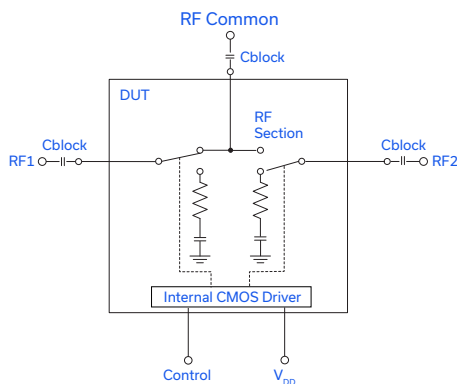 RF Common
Cblock
DUT
RF
Section
Cblock
RF1
Cblock
RF2
Internal CMOS Driver
Control
VDD